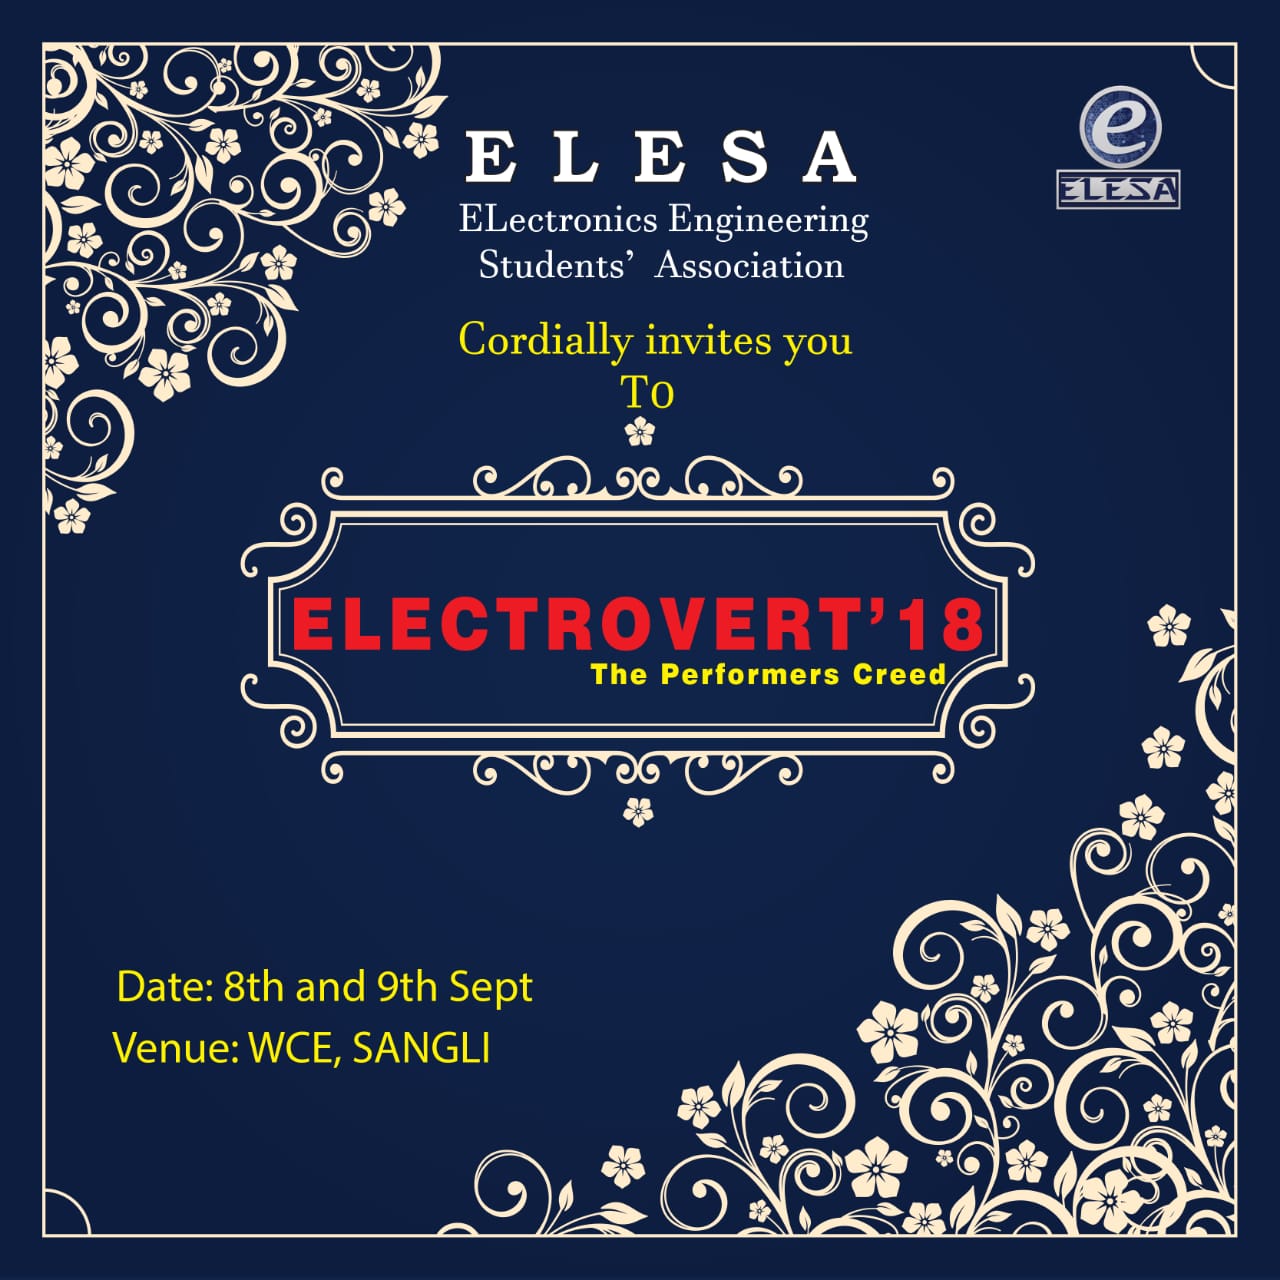 E L E S A
ELectronics Engineering
Students’ Association
e
ELESA
Cordially invites you
To
ELECTROVERT’18
The Performers Creed
Date: 8th and 9th Sept
Venue: WCE, SANGLI